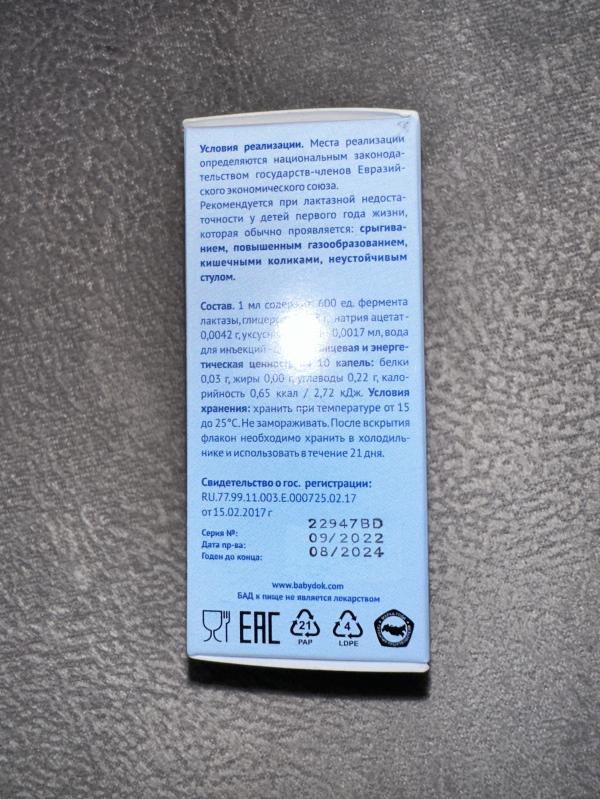 Условия реализации. Места реализации
определяются национальным законода-
тельством государств-членов Евразий-
ского экономического союза.
Рекомендуется при лактазной недоста-
точности у детей первого года жизни,
которая обычно проявляется: срыгива-
нием, повышенным газообразованием,
кишечными коликами, неустойчивым
стулом.
Состав. 1 мл содержит 600 ед. фермента
лактазы, натрия ацетат -
0,0042 г, 0,0017 мл, вода
для инъекций - и энерге-
тическая ценность 10 капель: белки
0,03 г, жиры 0,00 г, углеводы 0,22 г, кало-
рийность 0,65 ккал / 2,72 кДж. Условия
хранения: хранить при температуре от 15
до 25°С. Не замораживать. После вскрытия
флакон необходимо хранить в холодиль-
нике и использовать в течение 21 дня.
Свидетельство о гос. регистрации:
RU.77.99.11.003.E.000725.02.17
от 15.02.2017 г
Серия №: 22947BD
Дата пр-ва: 09/2022
Годен до конца: 08/2024
www.babydok.com
БАД к пище не является лекарством
EAC 21 4
PAP LDPE